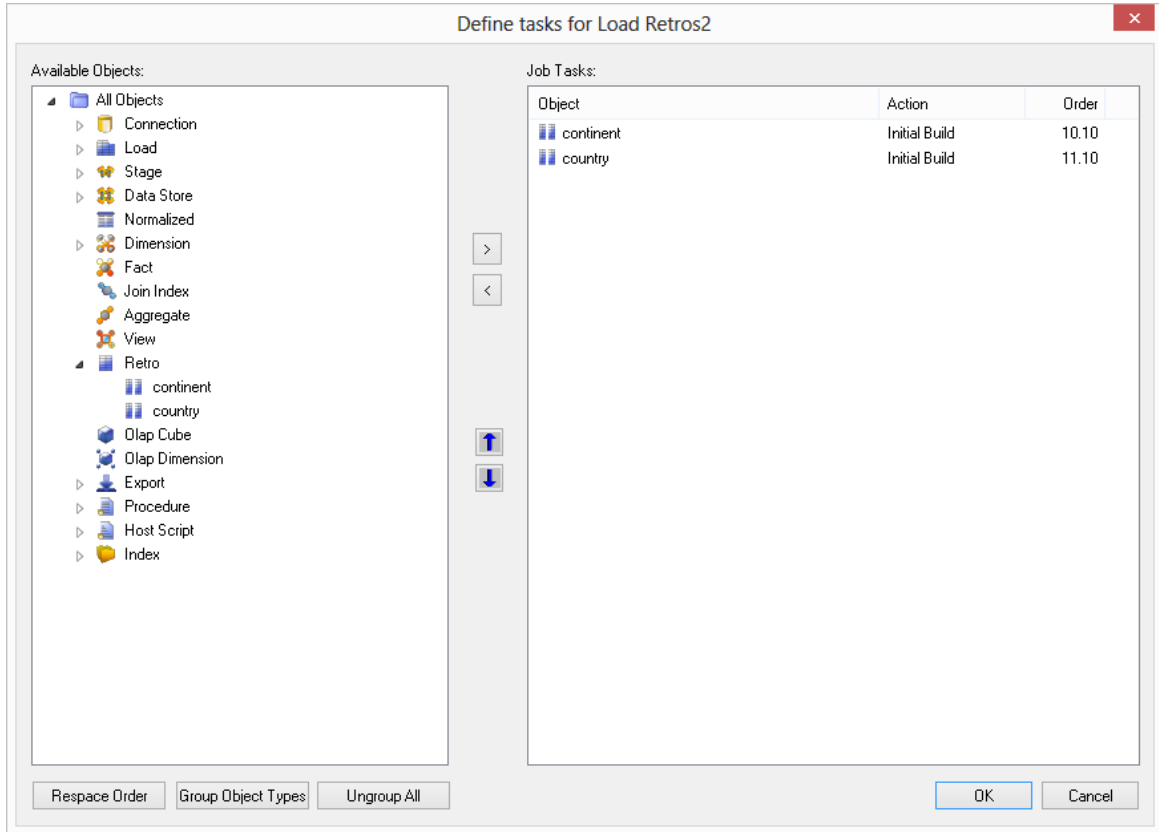 Define tasks for Load Retros2
Available Objects:
All Objects
Connection
Load
Stage
Data Store
Normalized
Dimension
Fact
Join Index
Aggregate
View
Retro
continent
country
Olap Cube
Olap Dimension
Export
Procedure
Host Script
Index
>
<
Job Tasks:
Object Action Order
continent Initial Build 10.10
country Initial Build 11.10
Respace Order Group Object Types Ungroup All OK Cancel